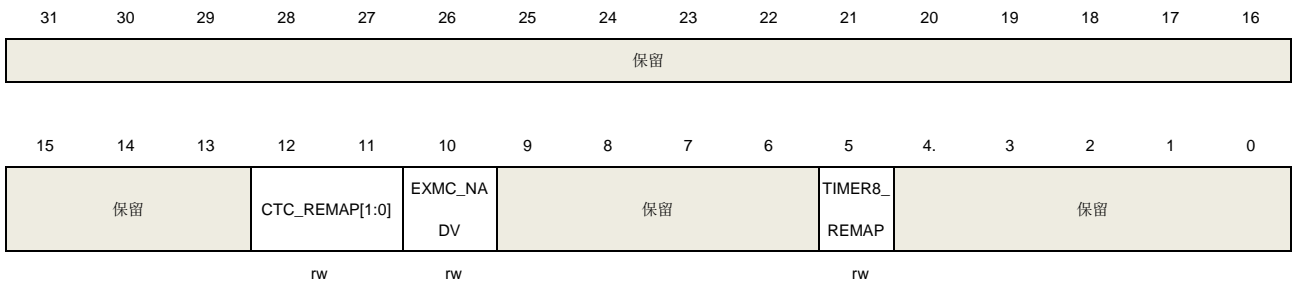 31 30 29 28 27 26 25 24 23 22 21 20 19 18 17 16
保留
15 14 13 12 11 10 9 8 7 6 5 4. 3 2 1 0
保留 CTC_REMAP[1:0] EXMC_NA 保留 TIMER8_ 保留
DV REMAP
rw rw rw